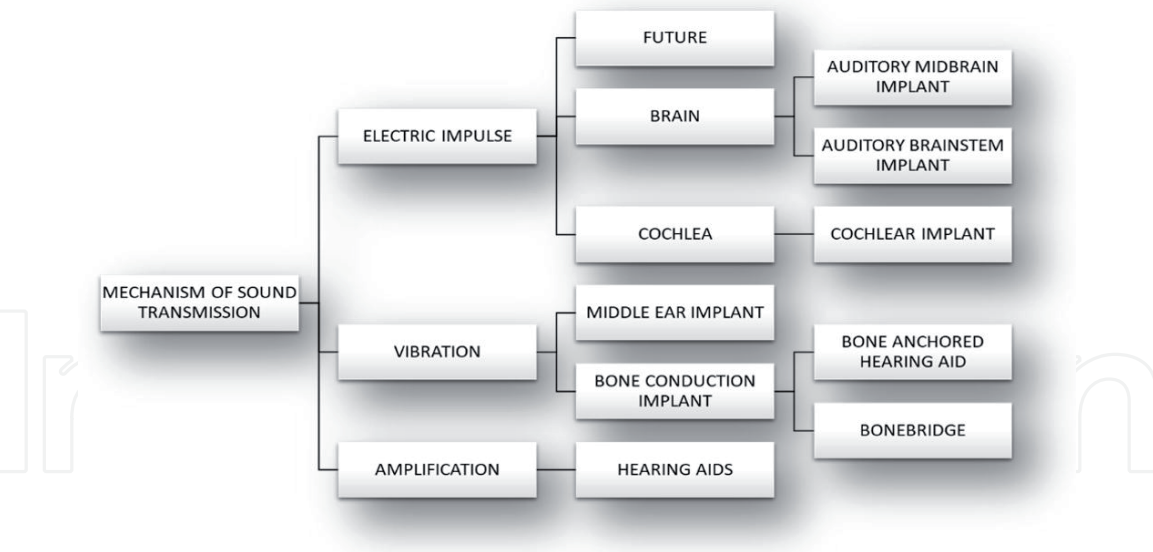 FUTURE
AUDITORY MIDBRAIN
IMPLANT
BRAIN
ELECTRIC IMPULSE
AUDITORY BRAINSTEM
IMPLANT
COCHLEA
COCHLEAR IMPLANT
MECHANISM OF SOUND
TRANSMISSION
MIDDLE EAR IMPLANT
VIBRATION
BONE ANCHORED
HEARING AID
BONE CONDUCTION
IMPLANT
BONEBRIDGE
AMPLIFICATION
HEARING AIDS